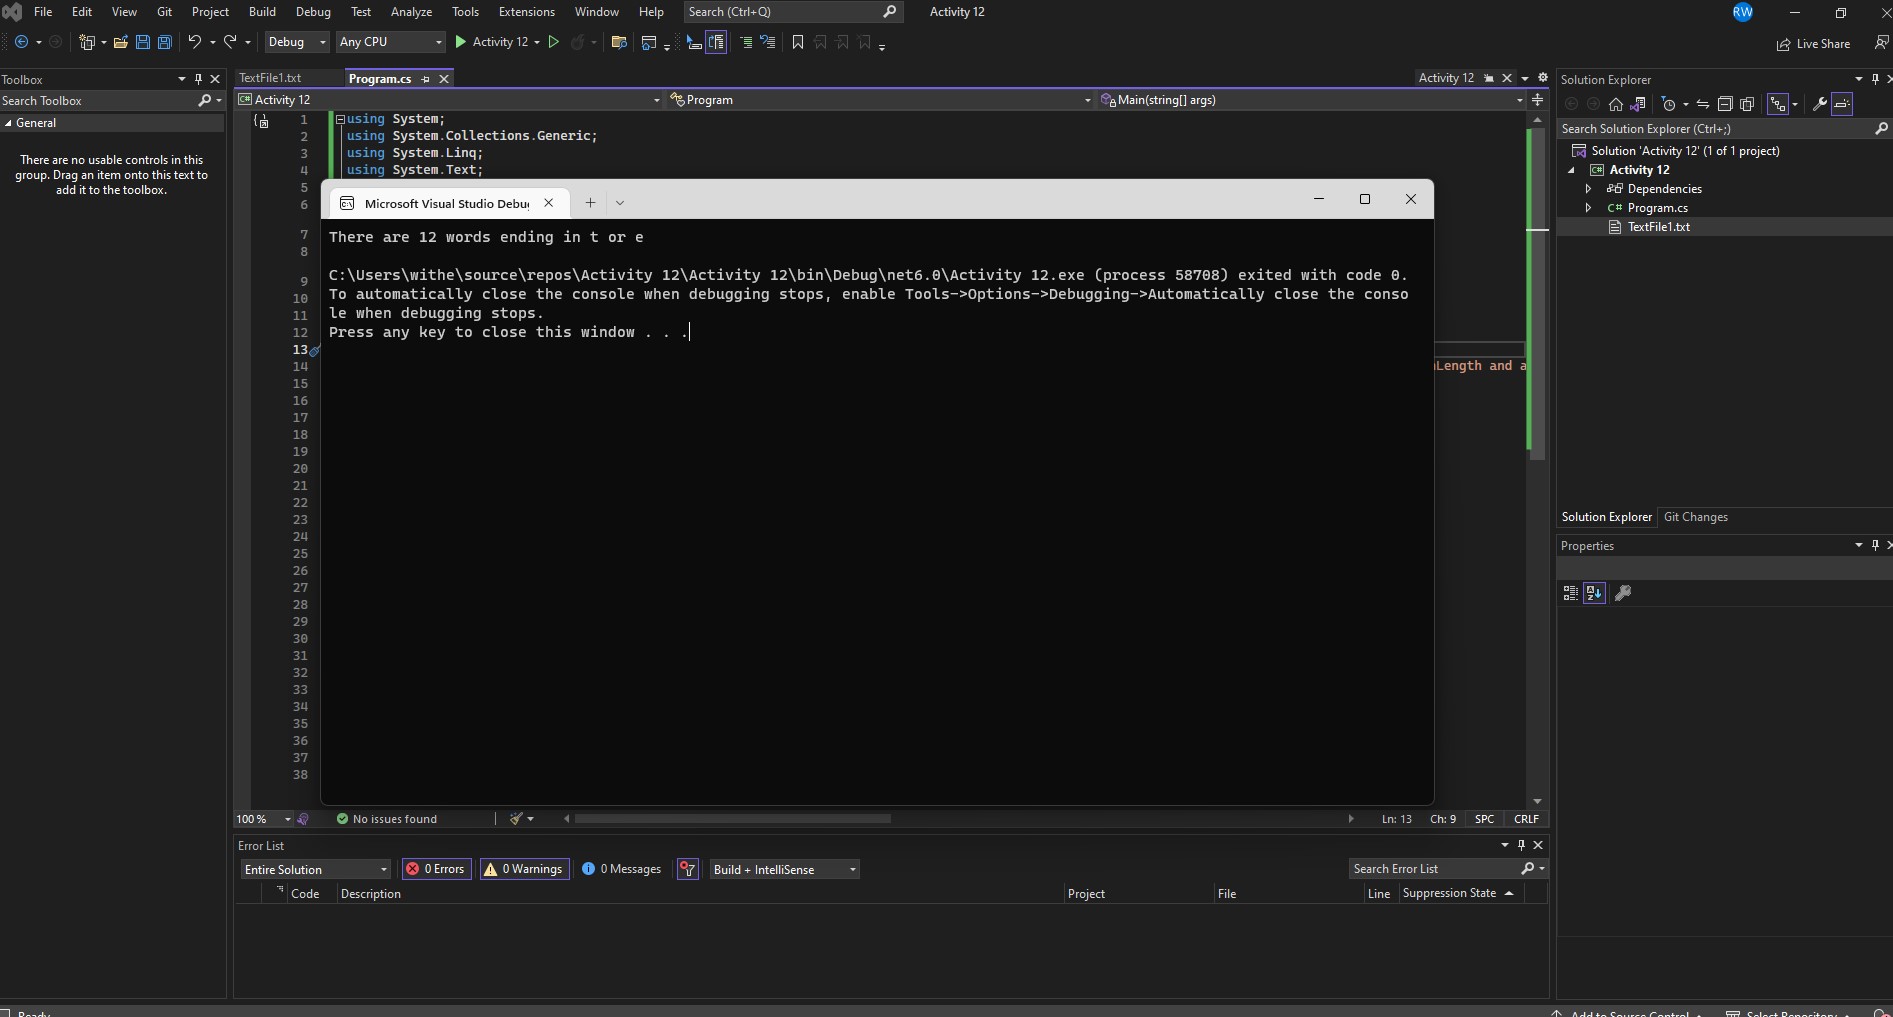 File Edit View Git Project Build Debug Test Analyze Tools Extensions Window Help Search (Ctrl+Q) Activity 12 RW
Debug Any CPU Activity 12 Live Share
Toolbox
Search Toolbox
General
There are no usable controls in this
group. Drag an item onto this text to
add it to the toolbox.
TextFile1.txt Program.cs Activity 12
Activity 12 Program Main(string[] args)
1 using System;
2 using System.Collections.Generic;
3 using System.Linq;
4 using System.Text;
5
6
7
8
9
10
11
12
13
14 Length and a
15
16
17
18
19
20
21
22
23
24
25
26
27
28
29
30
31
32
33
34
35
36
37
38
Microsoft Visual Studio Debu
There are 12 words ending in t or e
C:\Users\withe\source\repos\Activity 12\Activity 12\bin\Debug\net6.0\Activity 12.exe (process 58708) exited with code 0.
To automatically close the console when debugging stops, enable Tools->Options->Debugging->Automatically close the conso
le when debugging stops.
Press any key to close this window . . .
100 % No issues found Ln: 13 Ch: 9 SPC CRLF
Error List
Entire Solution 0 Errors 0 Warnings 0 Messages Build + IntelliSense Search Error List
Code Description Project File Line Suppression State
Solution Explorer
Search Solution Explorer (Ctrl+;)
Solution 'Activity 12' (1 of 1 project)
Activity 12
Dependencies
C# Program.cs
TextFile1.txt
Solution Explorer Git Changes
Properties
Ready Add to Source Control Select Repository